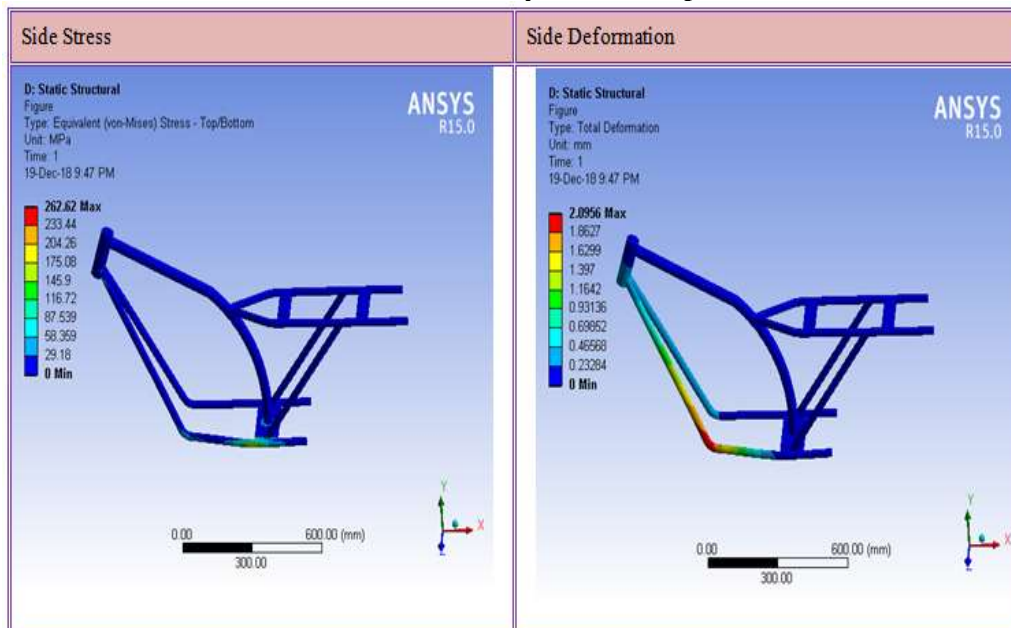 Side Stress
D: Static Structural
Figure
Type: Equivalent (von-Mises) Stress - Top/Bottom
Unit: MPa
Time: 1
19-Dec-18 9:47 PM
ANSYS
R15.0
262.62 Max
233.44
204.26
175.08
145.9
116.72
87.539
58.359
29.18
0 Min
0.00
600.00 (mm)
300.00
Y
X
Z
Side Deformation
D: Static Structural
Figure
Type: Total Deformation
Unit: mm
Time: 1
19-Dec-18 9:47 PM
ANSYS
R15.0
2.0956 Max
1.8627
1.6299
1.397
1.1642
0.93136
0.69852
0.46568
0.23284
0 Min
0.00
600.00 (mm)
300.00
Y
X
Z